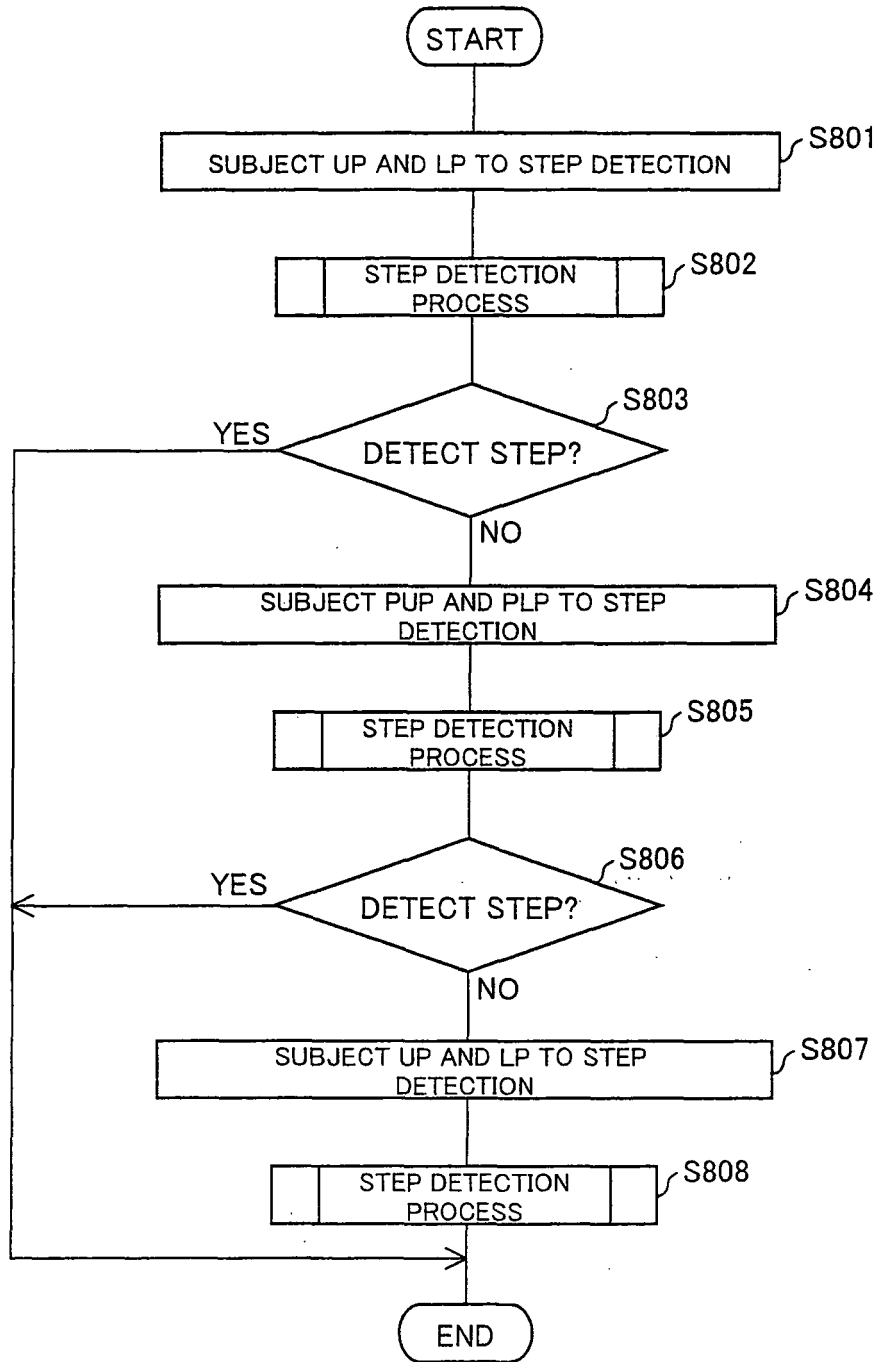 START
S801
SUBJECT UP AND LP TO STEP DETECTION
S802
STEP DETECTION
PROCESS
S803
YES
DETECT STEP?
NO
S804
SUBJECT PUP AND PLP TO STEP
DETECTION
S805
STEP DETECTION
PROCESS
S806
YES
DETECT STEP?
NO
S807
SUBJECT UP AND LP TO STEP
DETECTION
S808
STEP DETECTION
PROCESS
END